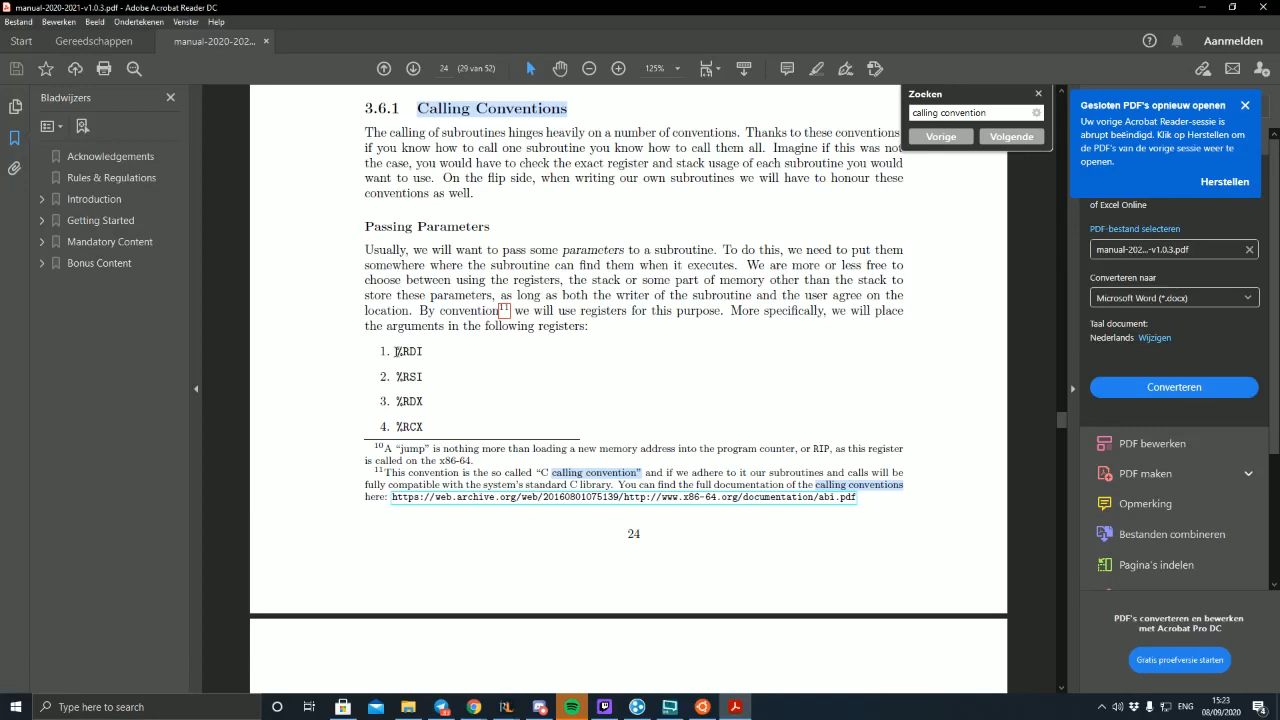 manual-2020-2021-v1.0.3.pdf - Adobe Acrobat Reader DC
Bestand Bewerken Beeld Ondertekenen Venster Help
Start Gereedschappen manual-2020-202... × Aanmelden
24 (29 van 52) 125%
Bladwijzers
Acknowledgements
Rules & Regulations
Introduction
Getting Started
Mandatory Content
Bonus Content
3.6.1 Calling Conventions
The calling of subroutines hinges heavily on a number of conventions. Thanks to these conventions,
if you know how to call one subroutine you know how to call them all. Imagine if this was not
the case, you would have to check the exact register and stack usage of each subroutine you would
want to use. On the flip side, when writing our own subroutines we will have to honour these
conventions as well.
Passing Parameters
Usually, we will want to pass some parameters to a subroutine. To do this, we need to put them
somewhere where the subroutine can find them when it executes. We are more or less free to
choose between using the registers, the stack or some part of memory other than the stack to
store these parameters, as long as both the writer of the subroutine and the user agree on the
location. By convention11 we will use registers for this purpose. More specifically, we will place
the arguments in the following registers:
1. %RDI
2. %RSI
3. %RDX
4. %RCX
10A “jump” is nothing more than loading a new memory address into the program counter, or RIP, as this register
is called on the x86-64.
11This convention is the so called “C calling convention” and if we adhere to it our subroutines and calls will be
fully compatible with the system's standard C library. You can find the full documentation of the calling conventions
here: https://web.archive.org/web/20160801075139/http://www.x86-64.org/documentation/abi.pdf
24
Zoeken
calling convention
Vorige Volgende
Gesloten PDF's opnieuw openen
Uw vorige Acrobat Reader-sessie is
abrupt beëindigd. Klik op Herstellen om
de PDF's van de vorige sessie weer te
openen.
Herstellen
of Excel Online
PDF-bestand selecteren
manual-202...-v1.0.3.pdf
Converteren naar
Microsoft Word (*.docx)
Taal document:
Nederlands Wijzigen
Converteren
PDF bewerken
PDF maken
Opmerking
Bestanden combineren
Pagina's indelen
PDF's converteren en bewerken
met Acrobat Pro DC
Gratis proefversie starten
Type here to search
15:23
08/09/2020
4